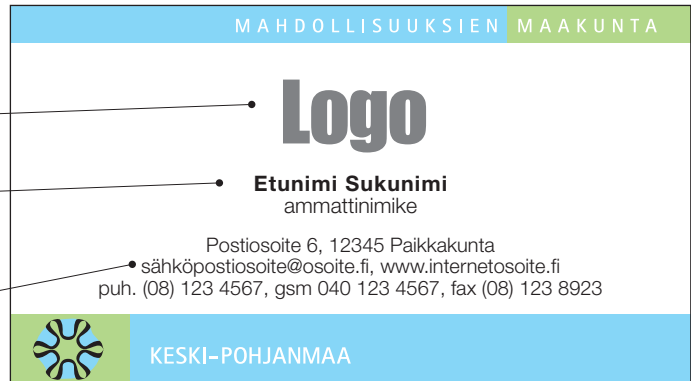 MAHDOLLISUUKSIEN MAAKUNTA
Logo
Etunimi Sukunimi
ammattinimike
Postiosoite 6, 12345 Paikkakunta
sähköpostiosoite@osoite.fi, www.internetosoite.fi
puh. (08) 123 4567, gsm 040 123 4567, fax (08) 123 8923
KESKI-POHJANMAA